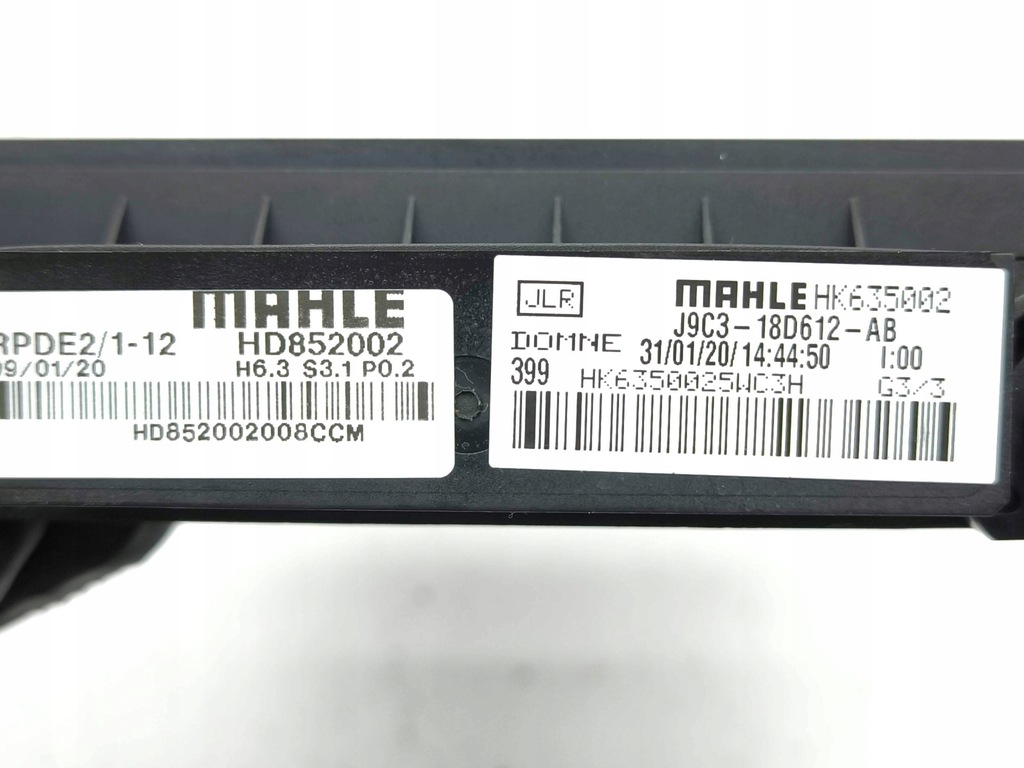 MAHLE
RPDE2/1-12 HD852002
09/01/20 H6.3 S3.1 P0.2
HD852002008CCM
JLR MAHLE HK635002
J9C3-18D612-AB
DOMNE 31/01/20/14:44:50 I:00
399 HK6350025WC3H G3/3